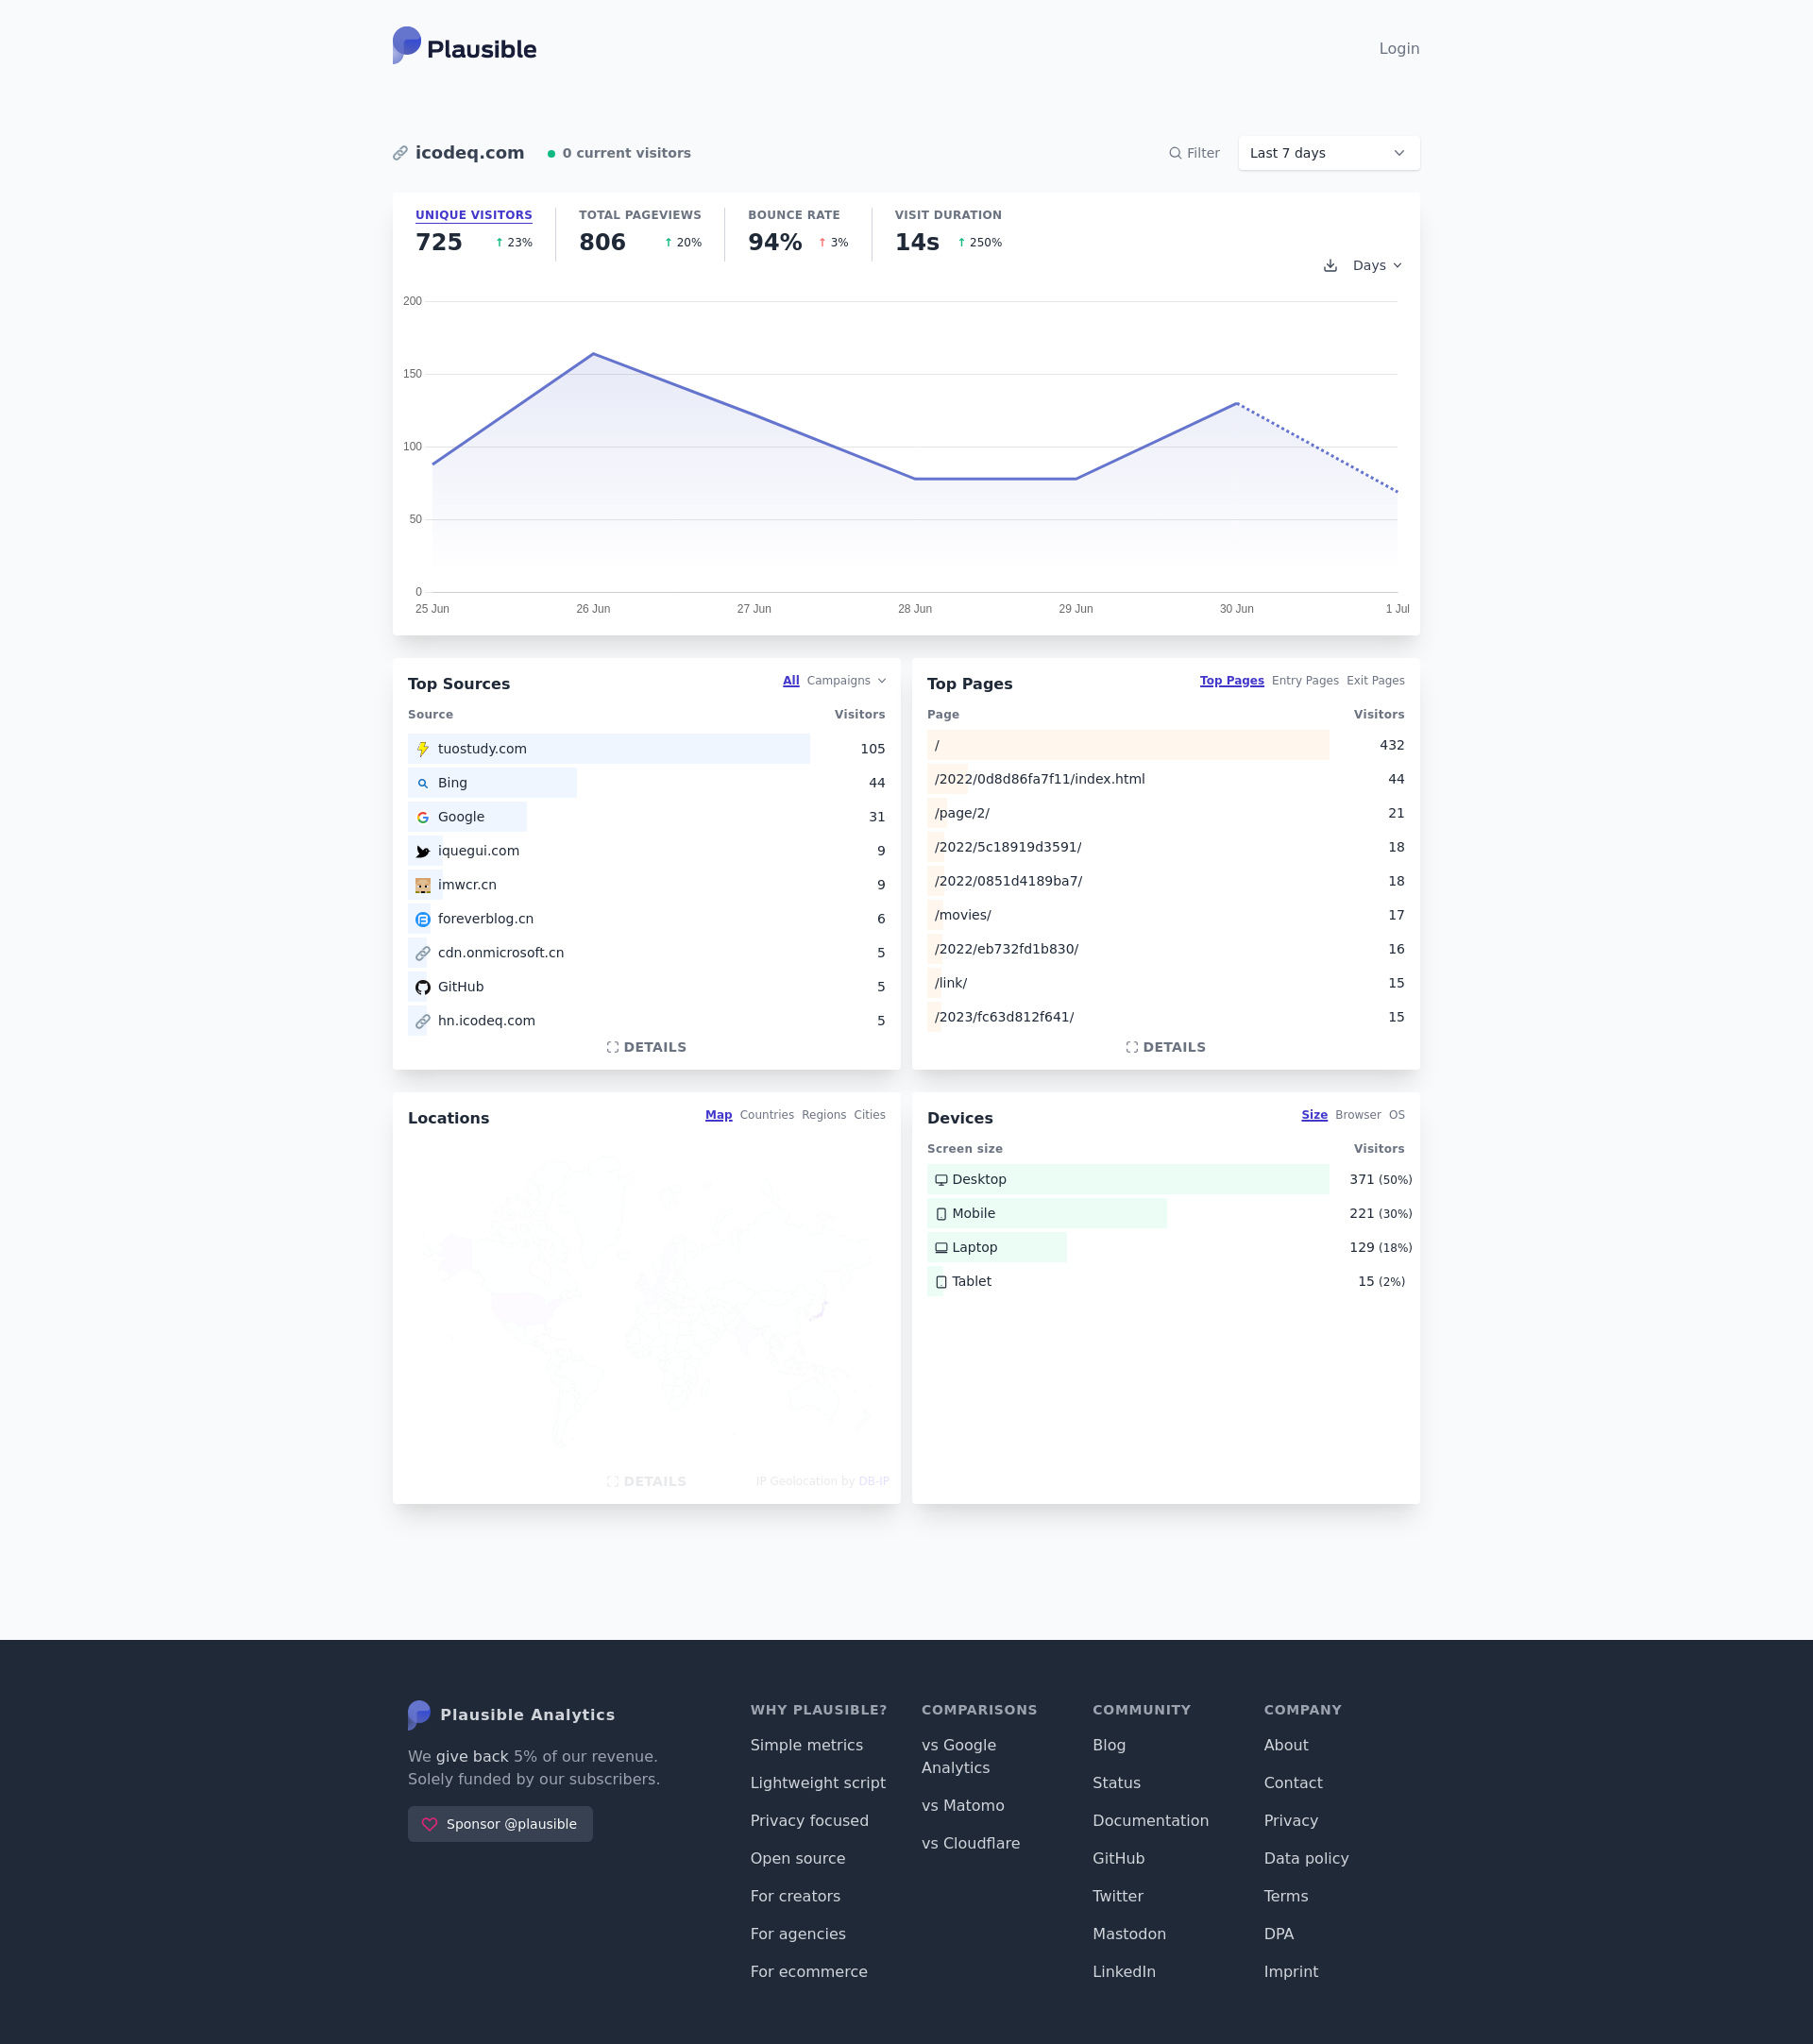 Plausible
Login
icodeq.com
0 current visitors
Filter
Last 7 days
UNIQUE VISITORS
725 ↑ 23%
TOTAL PAGEVIEWS
806 ↑ 20%
BOUNCE RATE
94% ↑ 3%
VISIT DURATION
14s ↑ 250%
Days
200
150
100
50
0
25 Jun 26 Jun 27 Jun 28 Jun 29 Jun 30 Jun 1 Jul
Top Sources
All Campaigns
Source Visitors
tuostudy.com 105
Bing 44
Google 31
iquegui.com 9
imwcr.cn 9
foreverblog.cn 6
cdn.onmicrosoft.cn 5
GitHub 5
hn.icodeq.com 5
DETAILS
Top Pages
Top Pages Entry Pages Exit Pages
Page Visitors
/ 432
/2022/0d8d86fa7f11/index.html 44
/page/2/ 21
/2022/5c18919d3591/ 18
/2022/0851d4189ba7/ 18
/movies/ 17
/2022/eb732fd1b830/ 16
/link/ 15
/2023/fc63d812f641/ 15
DETAILS
Locations
Map Countries Regions Cities
DETAILS
IP Geolocation by DB-IP
Devices
Size Browser OS
Screen size Visitors
Desktop 371 (50%)
Mobile 221 (30%)
Laptop 129 (18%)
Tablet 15 (2%)
Plausible Analytics
We give back 5% of our revenue.
Solely funded by our subscribers.
Sponsor @plausible
WHY PLAUSIBLE?
Simple metrics
Lightweight script
Privacy focused
Open source
For creators
For agencies
For ecommerce
COMPARISONS
vs Google
Analytics
vs Matomo
vs Cloudflare
COMMUNITY
Blog
Status
Documentation
GitHub
Twitter
Mastodon
LinkedIn
COMPANY
About
Contact
Privacy
Data policy
Terms
DPA
Imprint